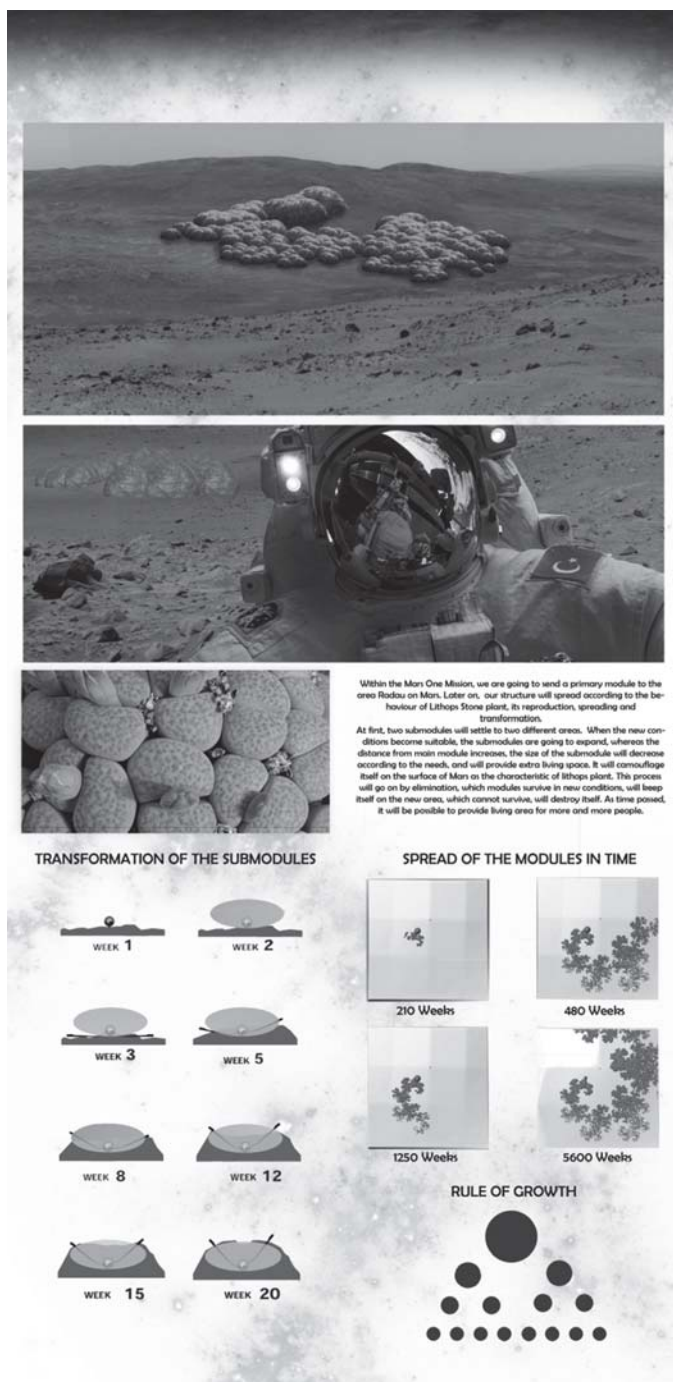 Within the Mars One Mission, we are going to send a primary module to the
area Radau on Mars. Later on, our structure will spread according to the be-
haviour of Lithops Stone plant, its reproduction, spreading and
transformation.
At first, two submodules will settle to two different areas. When the new con-
ditions become suitable, the submodules are going to expand, whereas the
distance from main module increases, the size of the submodule will decrease
according to the needs, and will provide extra living space. It will camouflage
itself on the surface of Mars as the characteristic of lithops plant. This process
will go on by elimination, which modules survive in new conditions, will keep
itself on the new area, which cannot survive, will destroy itself. As time passed,
it will be possible to provide living area for more and more people.
TRANSFORMATION OF THE SUBMODULES
WEEK 1
WEEK 2
WEEK 3
WEEK 5
WEEK 8
WEEK 12
WEEK 15
WEEK 20
SPREAD OF THE MODULES IN TIME
210 Weeks
480 Weeks
1250 Weeks
5600 Weeks
RULE OF GROWTH